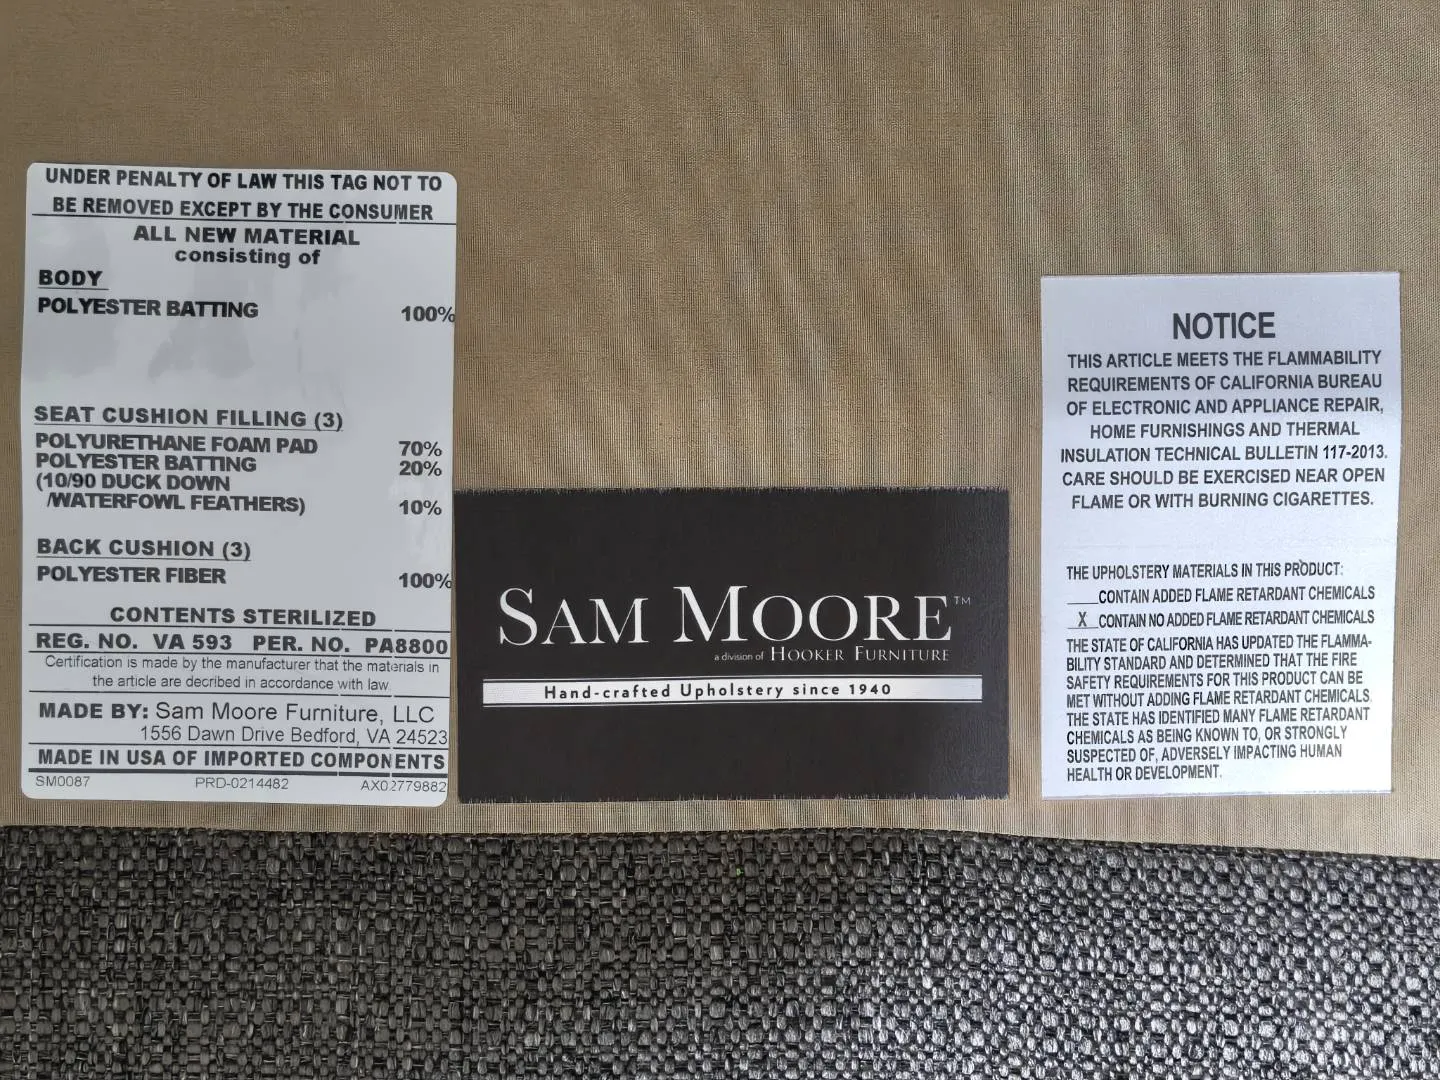 UNDER PENALTY OF LAW THIS TAG NOT TO
BE REMOVED EXCEPT BY THE CONSUMER
ALL NEW MATERIAL
consisting of
BODY
POLYESTER BATTING 100%
SEAT CUSHION FILLING (3)
POLYURETHANE FOAM PAD 70%
POLYESTER BATTING 20%
(10/90 DUCK DOWN
/WATERFOWL FEATHERS) 10%
BACK CUSHION (3)
POLYESTER FIBER 100%
CONTENTS STERILIZED
REG. NO. VA 593 PER. NO. PA8800
Certification is made by the manufacturer that the materials in
the article are decribed in accordance with law
MADE BY: Sam Moore Furniture, LLC
1556 Dawn Drive Bedford, VA 24523
MADE IN USA OF IMPORTED COMPONENTS
SM0087 PRD-0214482 AX02779882
SAM MOORE™
a division of HOOKER FURNITURE
Hand-crafted Upholstery since 1940
NOTICE
THIS ARTICLE MEETS THE FLAMMABILITY
REQUIREMENTS OF CALIFORNIA BUREAU
OF ELECTRONIC AND APPLIANCE REPAIR,
HOME FURNISHINGS AND THERMAL
INSULATION TECHNICAL BULLETIN 117-2013.
CARE SHOULD BE EXERCISED NEAR OPEN
FLAME OR WITH BURNING CIGARETTES.
THE UPHOLSTERY MATERIALS IN THIS PRODUCT:
____CONTAIN ADDED FLAME RETARDANT CHEMICALS
_X_CONTAIN NO ADDED FLAME RETARDANT CHEMICALS
THE STATE OF CALIFORNIA HAS UPDATED THE FLAMMA-
BILITY STANDARD AND DETERMINED THAT THE FIRE
SAFETY REQUIREMENTS FOR THIS PRODUCT CAN BE
MET WITHOUT ADDING FLAME RETARDANT CHEMICALS.
THE STATE HAS IDENTIFIED MANY FLAME RETARDANT
CHEMICALS AS BEING KNOWN TO, OR STRONGLY
SUSPECTED OF, ADVERSELY IMPACTING HUMAN
HEALTH OR DEVELOPMENT.